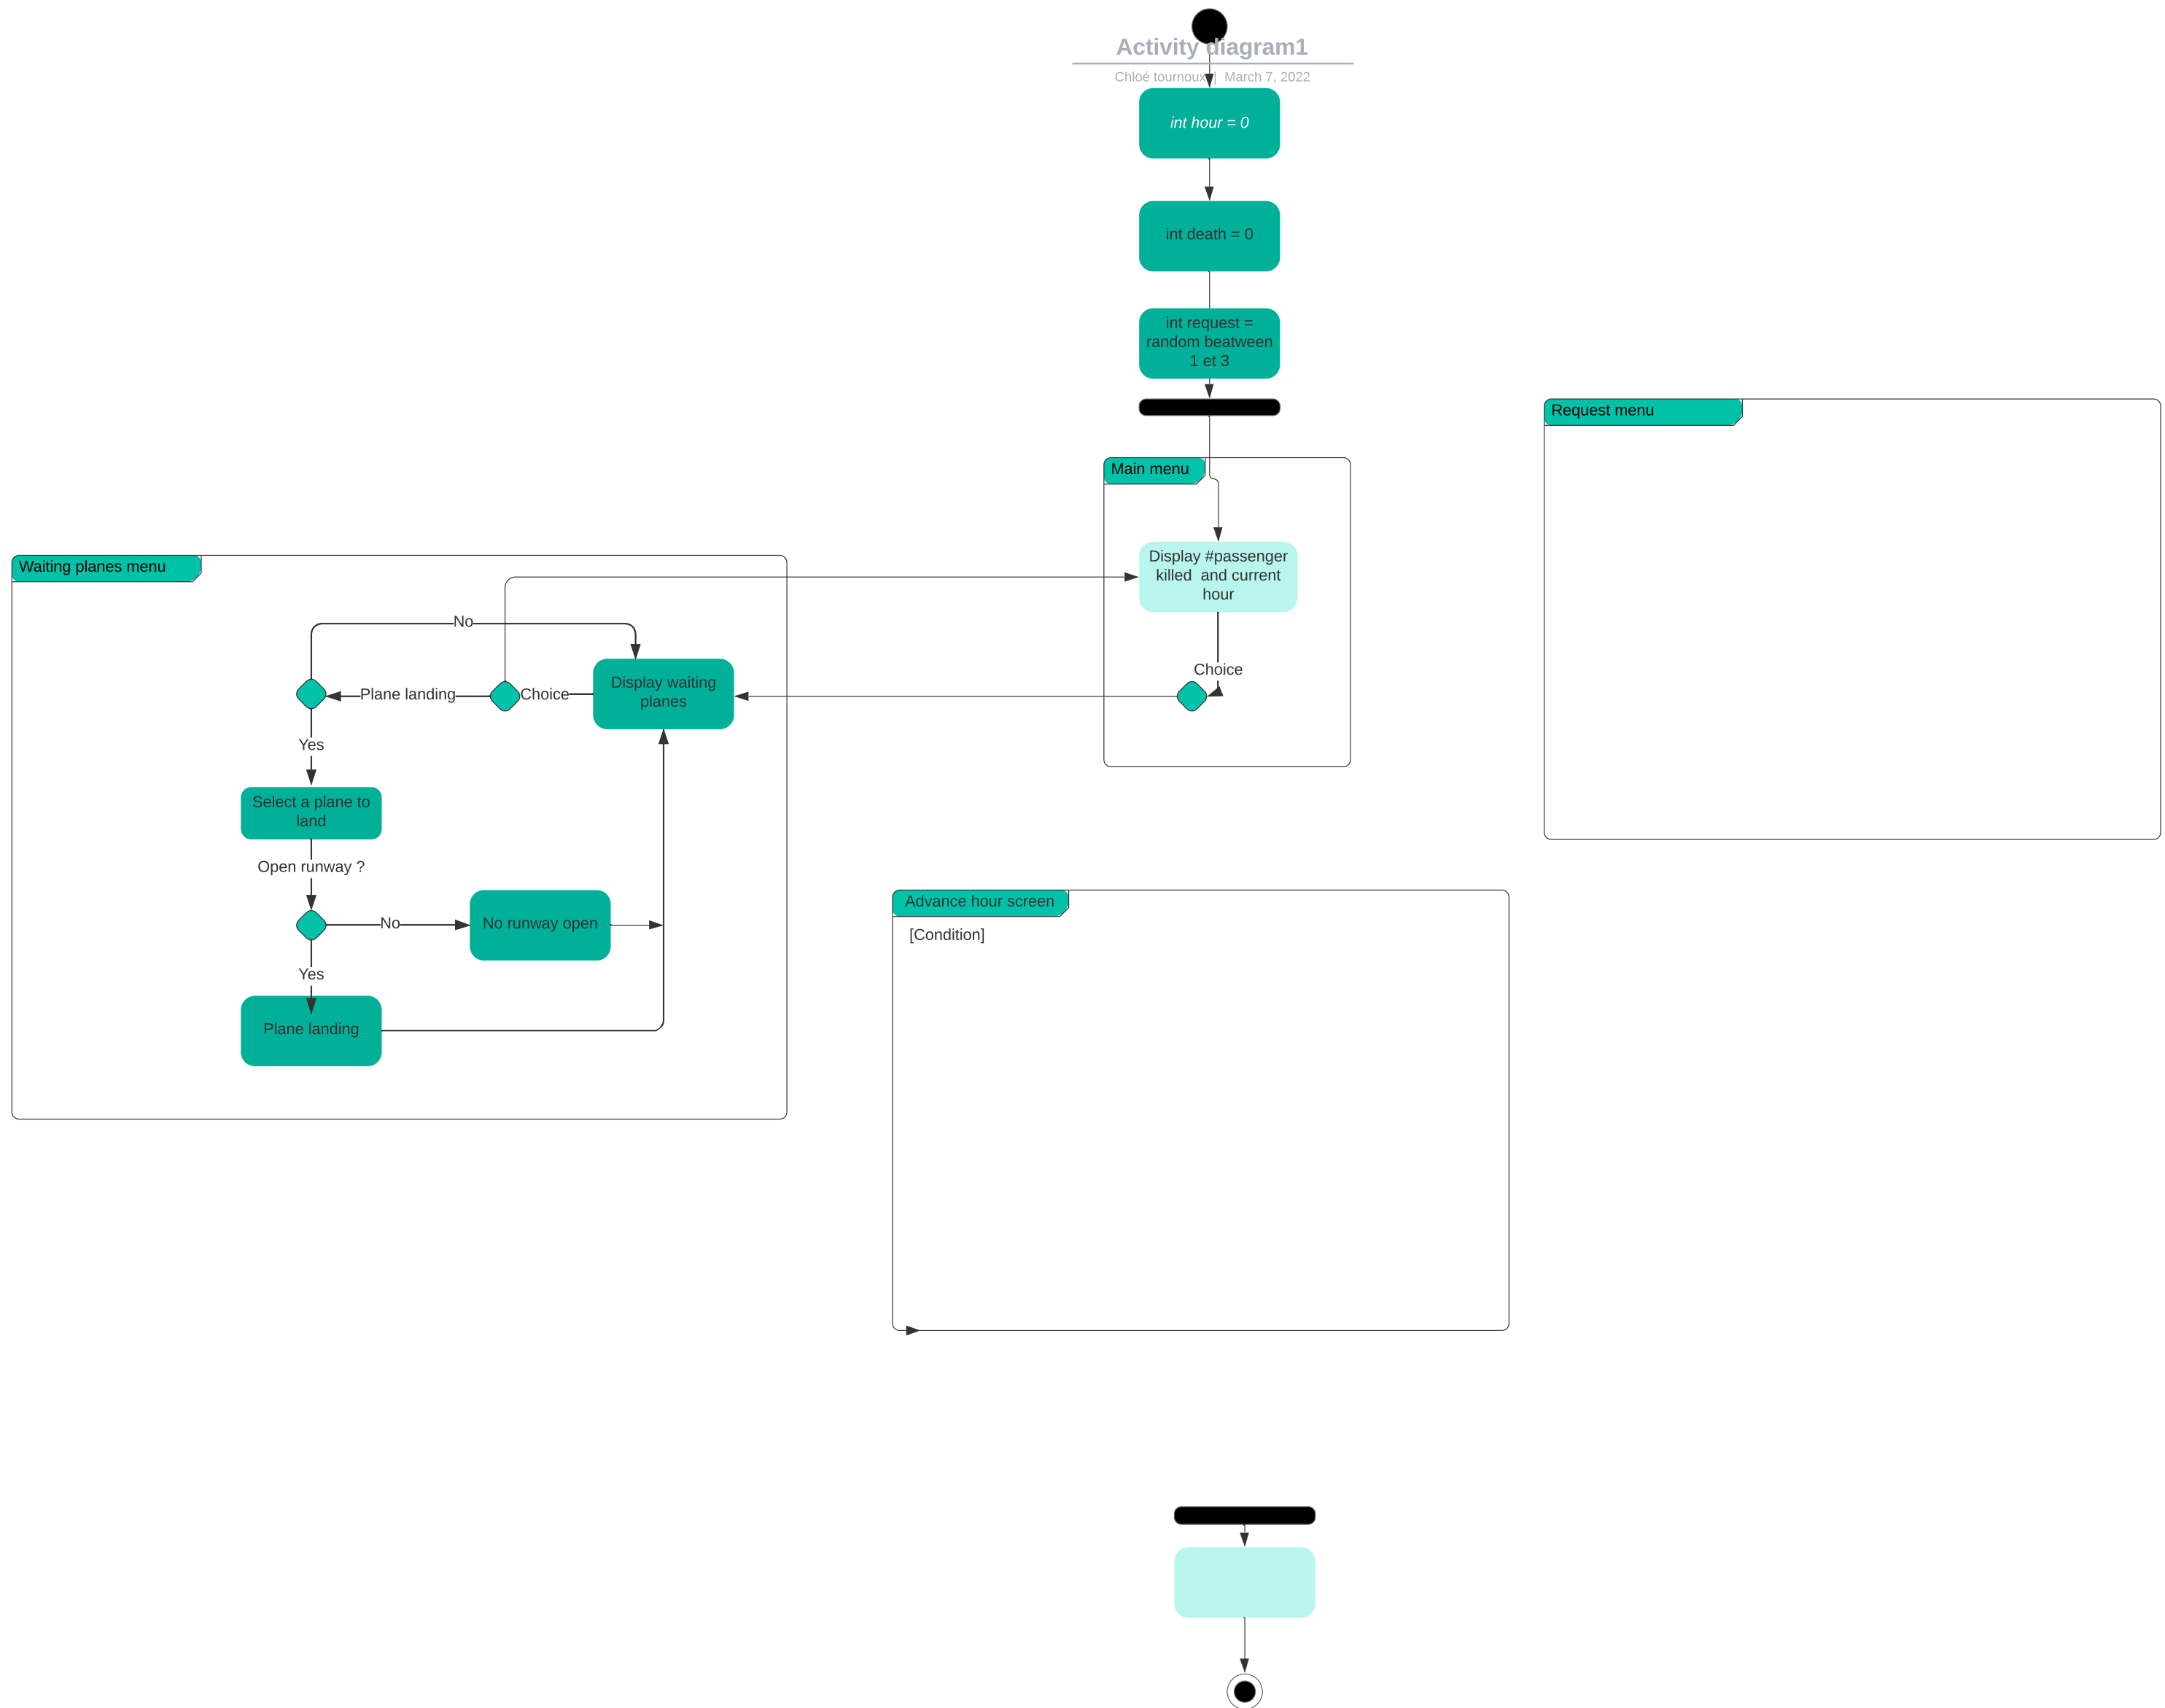 Activity diagram1
Chloé tournoux | March 7, 2022
int hour = 0
int death = 0
int request =
random beatween
1 et 3
Request menu
Main menu
Display #passenger
killed and current
hour
Choice
Waiting planes menu
No
Display waiting
planes
Choice
Plane landing
Yes
Select a plane to
land
Open runway ?
No
No runway open
Yes
Plane landing
Advance hour screen
[Condition]